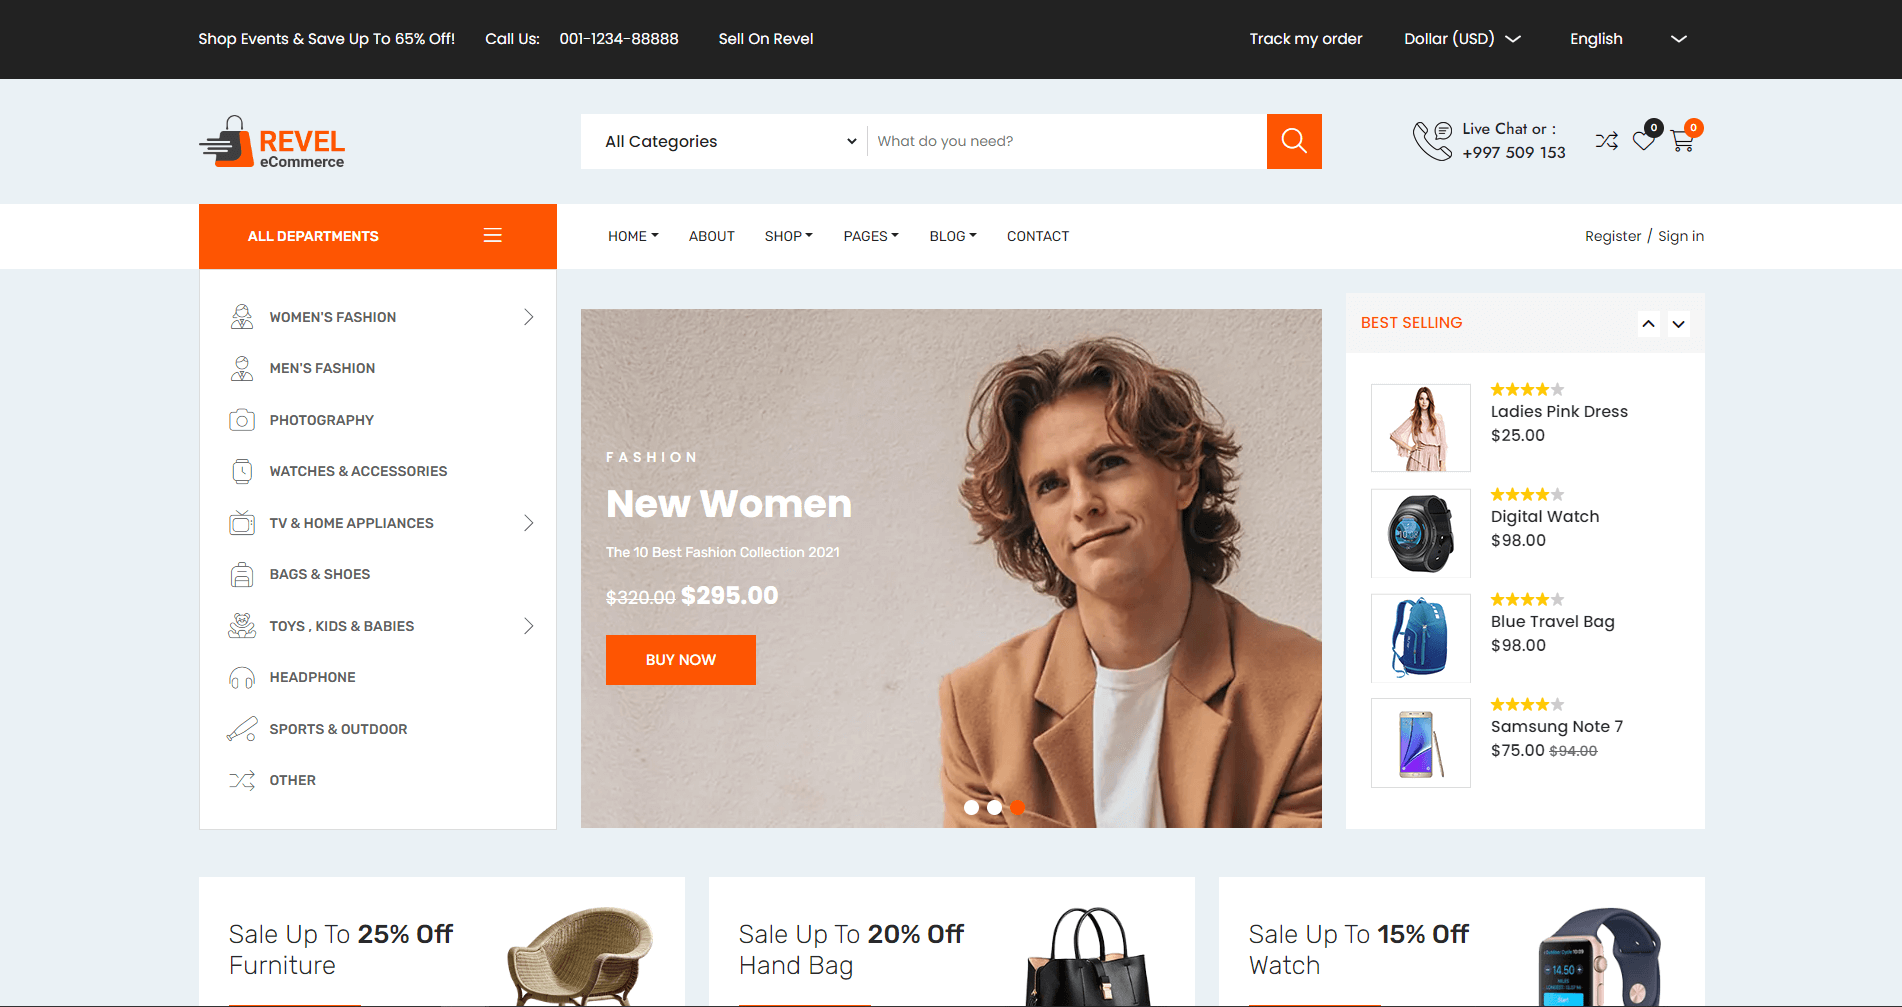 Shop Events & Save Up To 65% Off!
Call Us: 001-1234-88888
Sell On Revel
Track my order
Dollar (USD)
English
REVEL
eCommerce
All Categories
What do you need?
Live Chat or :
+997 509 153
0
0
ALL DEPARTMENTS
HOME
ABOUT
SHOP
PAGES
BLOG
CONTACT
Register / Sign in
WOMEN'S FASHION
MEN'S FASHION
PHOTOGRAPHY
WATCHES & ACCESSORIES
TV & HOME APPLIANCES
BAGS & SHOES
TOYS , KIDS & BABIES
HEADPHONE
SPORTS & OUTDOOR
OTHER
FASHION
New Women
The 10 Best Fashion Collection 2021
$320.00 $295.00
BUY NOW
BEST SELLING
Ladies Pink Dress
$25.00
Digital Watch
$98.00
Blue Travel Bag
$98.00
Samsung Note 7
$75.00 $94.00
Sale Up To 25% Off
Furniture
Sale Up To 20% Off
Hand Bag
Sale Up To 15% Off
Watch
14.50
Start